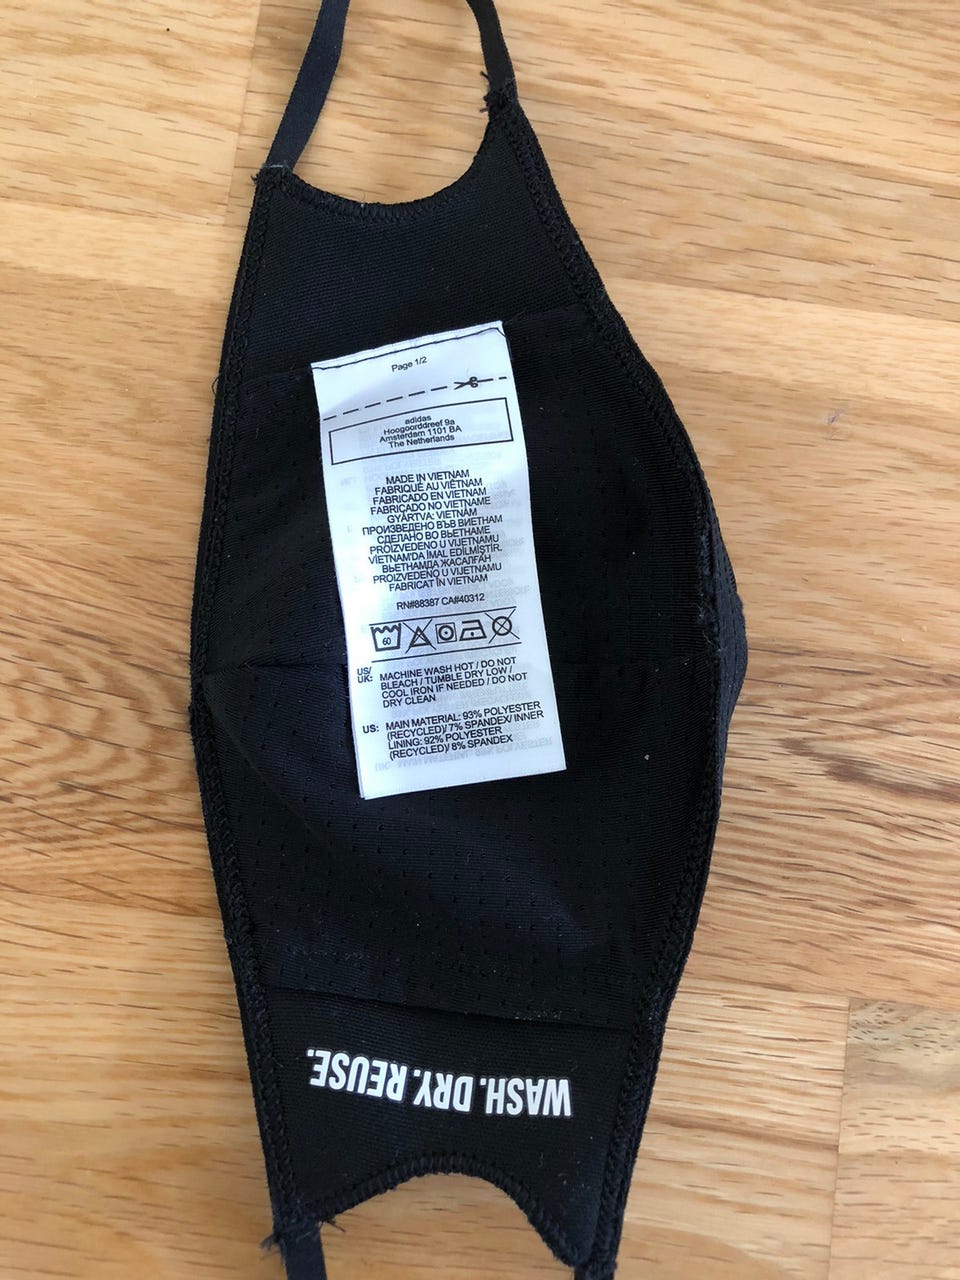 Page 1/2
adidas
Hoogoorddreef 9a
Amsterdam 1101 BA
The Netherlands
MADE IN VIETNAM
FABRIQUÉ AU VIÊTNAM
FABRICADO EN VIETNAM
FABRICADO NO VIETNAME
GYÁRTVA: VIETNÁM
ПРОИЗВЕДЕНО ВЪВ ВИЕТНАМ
СДЕЛАНО ВО ВЬЕТНАМЕ
PROIZVEDENO U VIJETNAMU
VİETNAM'DA İMAL EDİLMİŞTİR.
ВЬЕТНАМДА ЖАСАЛҒАН
PROIZVEDENO U VIJETNAMU
FABRICAT ÎN VIETNAM
RN#88387 CA#40312
60
US/
UK: MACHINE WASH HOT / DO NOT
BLEACH / TUMBLE DRY LOW /
COOL IRON IF NEEDED / DO NOT
DRY CLEAN
US: MAIN MATERIAL: 93% POLYESTER
(RECYCLED)/ 7% SPANDEX/ INNER
LINING: 92% POLYESTER
(RECYCLED)/ 8% SPANDEX
WASH. DRY. REUSE.